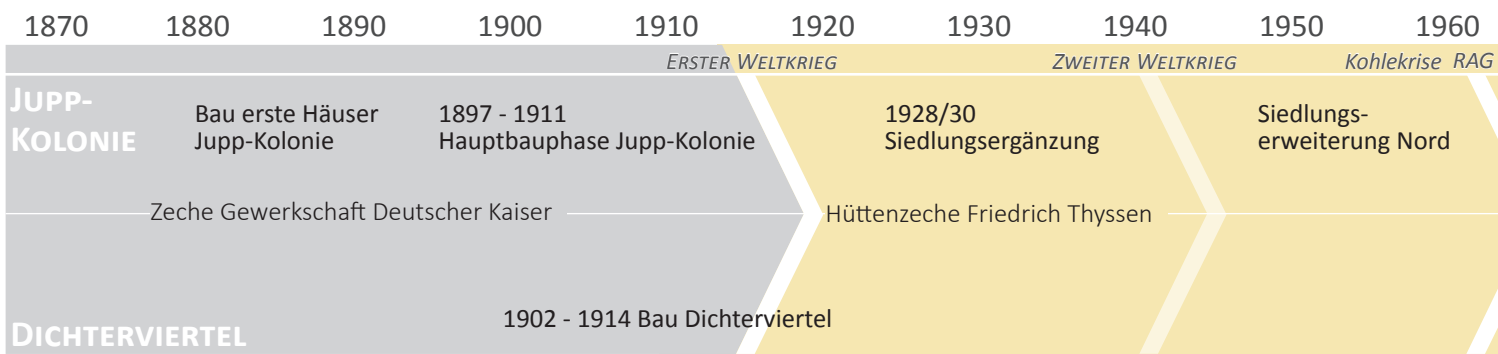 1870 1880 1890 1900 1910 1920 1930 1940 1950 1960
Erster Weltkrieg Zweiter Weltkrieg Kohlekrise RAG
Jupp-
Kolonie
Bau erste Häuser
Jupp-Kolonie
1897 - 1911
Hauptbauphase Jupp-Kolonie
1928/30
Siedlungsergänzung
Siedlungs-
erweiterung Nord
Zeche Gewerkschaft Deutscher Kaiser
Hüttenzeche Friedrich Thyssen
1902 - 1914 Bau Dichterviertel
Dichterviertel